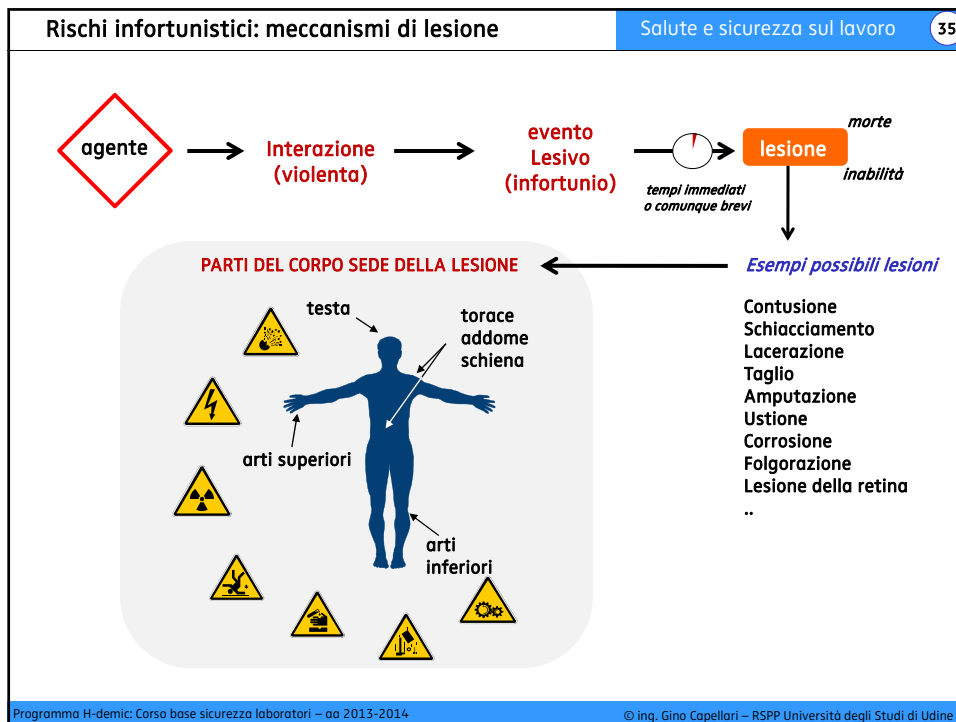 Rischi infortunistici: meccanismi di lesione
Salute e sicurezza sul lavoro
35
agente
Interazione
(violenta)
evento
Lesivo
(infortunio)
tempi immediati
o comunque brevi
lesione
morte
inabilità
PARTI DEL CORPO SEDE DELLA LESIONE
Esempi possibili lesioni
testa
torace
addome
schiena
arti superiori
arti
inferiori
Contusione
Schiacciamento
Lacerazione
Taglio
Amputazione
Ustione
Corrosione
Folgorazione
Lesione della retina
..
Programma H-demic: Corso base sicurezza laboratori – aa 2013-2014
© ing. Gino Capellari – RSPP Università degli Studi di Udine